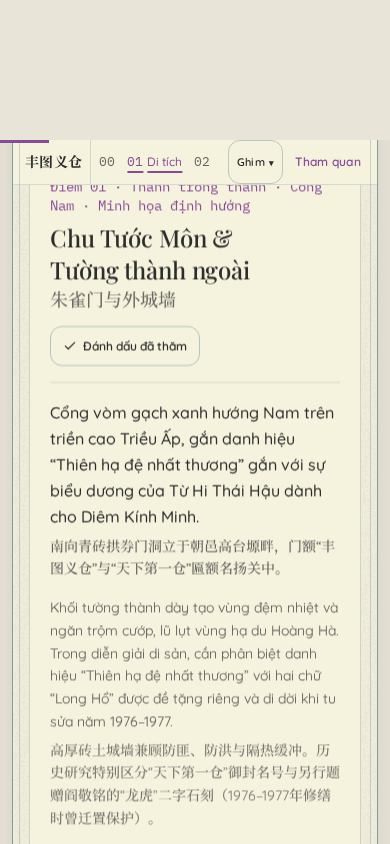 丰图义仓 00 01 Di tích 02 Ghim ▾ Tham quan
Điểm 01 · Thành trong thành · Cổng
Nam · Minh họa định hướng
Chu Tước Môn &
Tường thành ngoài
朱雀门与外城墙
✓ Đánh dấu đã thăm
Cổng vòm gạch xanh hướng Nam trên
triền cao Triều Ấp, gắn danh hiệu
“Thiên hạ đệ nhất thương” gắn với sự
biểu dương của Từ Hi Thái Hậu dành
cho Diêm Kính Minh.
南向青砖拱券门洞立于朝邑高台塬畔，门额“丰
图义仓”与“天下第一仓”匾额名扬关中。
Khối tường thành dày tạo vùng đệm nhiệt và
ngăn trộm cướp, lũ lụt vùng hạ du Hoàng Hà.
Trong diễn giải di sản, cần phân biệt danh
hiệu “Thiên hạ đệ nhất thương” với hai chữ
“Long Hổ” được đề tặng riêng và di dời khi tu
sửa năm 1976–1977.
高厚砖土城墙兼顾防匪、防洪与隔热缓冲。历
史研究特别区分“天下第一仓”御封名号与另行题
赠阎敬铭的“龙虎”二字石刻（1976–1977年修缮
时曾迁置保护）。